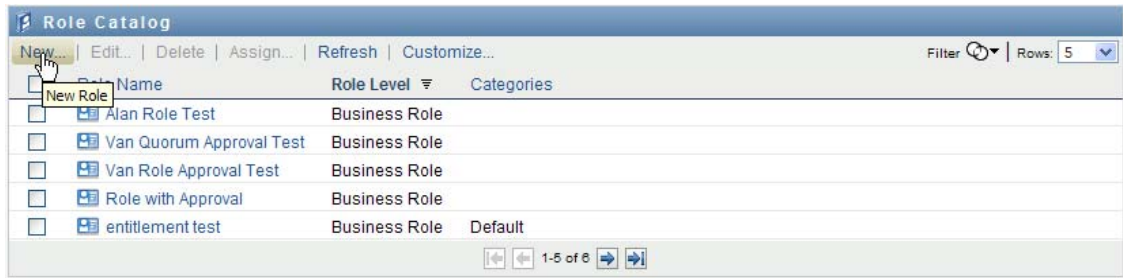 Role Catalog
New... | Edit... | Delete | Assign... | Refresh | Customize... Filter | Rows: 5
Name Role Level Categories
New Role
Alan Role Test Business Role
Van Quorum Approval Test Business Role
Van Role Approval Test Business Role
Role with Approval Business Role
entitlement test Business Role Default
1-5 of 6